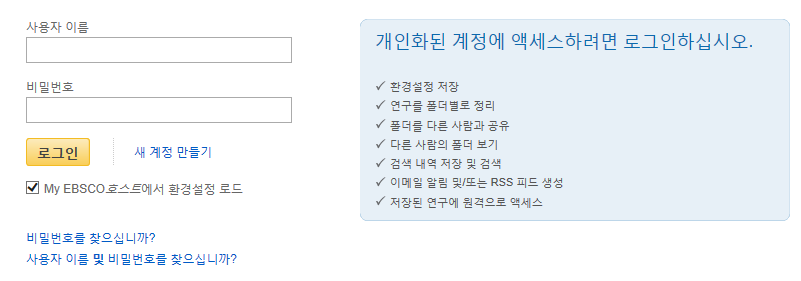 사용자 이름
비밀번호
로그인
새 계정 만들기
My EBSCO호스트에서 환경설정 로드
비밀번호를 찾으십니까?
사용자 이름 및 비밀번호를 찾으십니까?
개인화된 계정에 액세스하려면 로그인하십시오.
✓ 환경설정 저장
✓ 연구를 폴더별로 정리
✓ 폴더를 다른 사람과 공유
✓ 다른 사람의 폴더 보기
✓ 검색 내역 저장 및 검색
✓ 이메일 알림 및/또는 RSS 피드 생성
✓ 저장된 연구에 원격으로 액세스